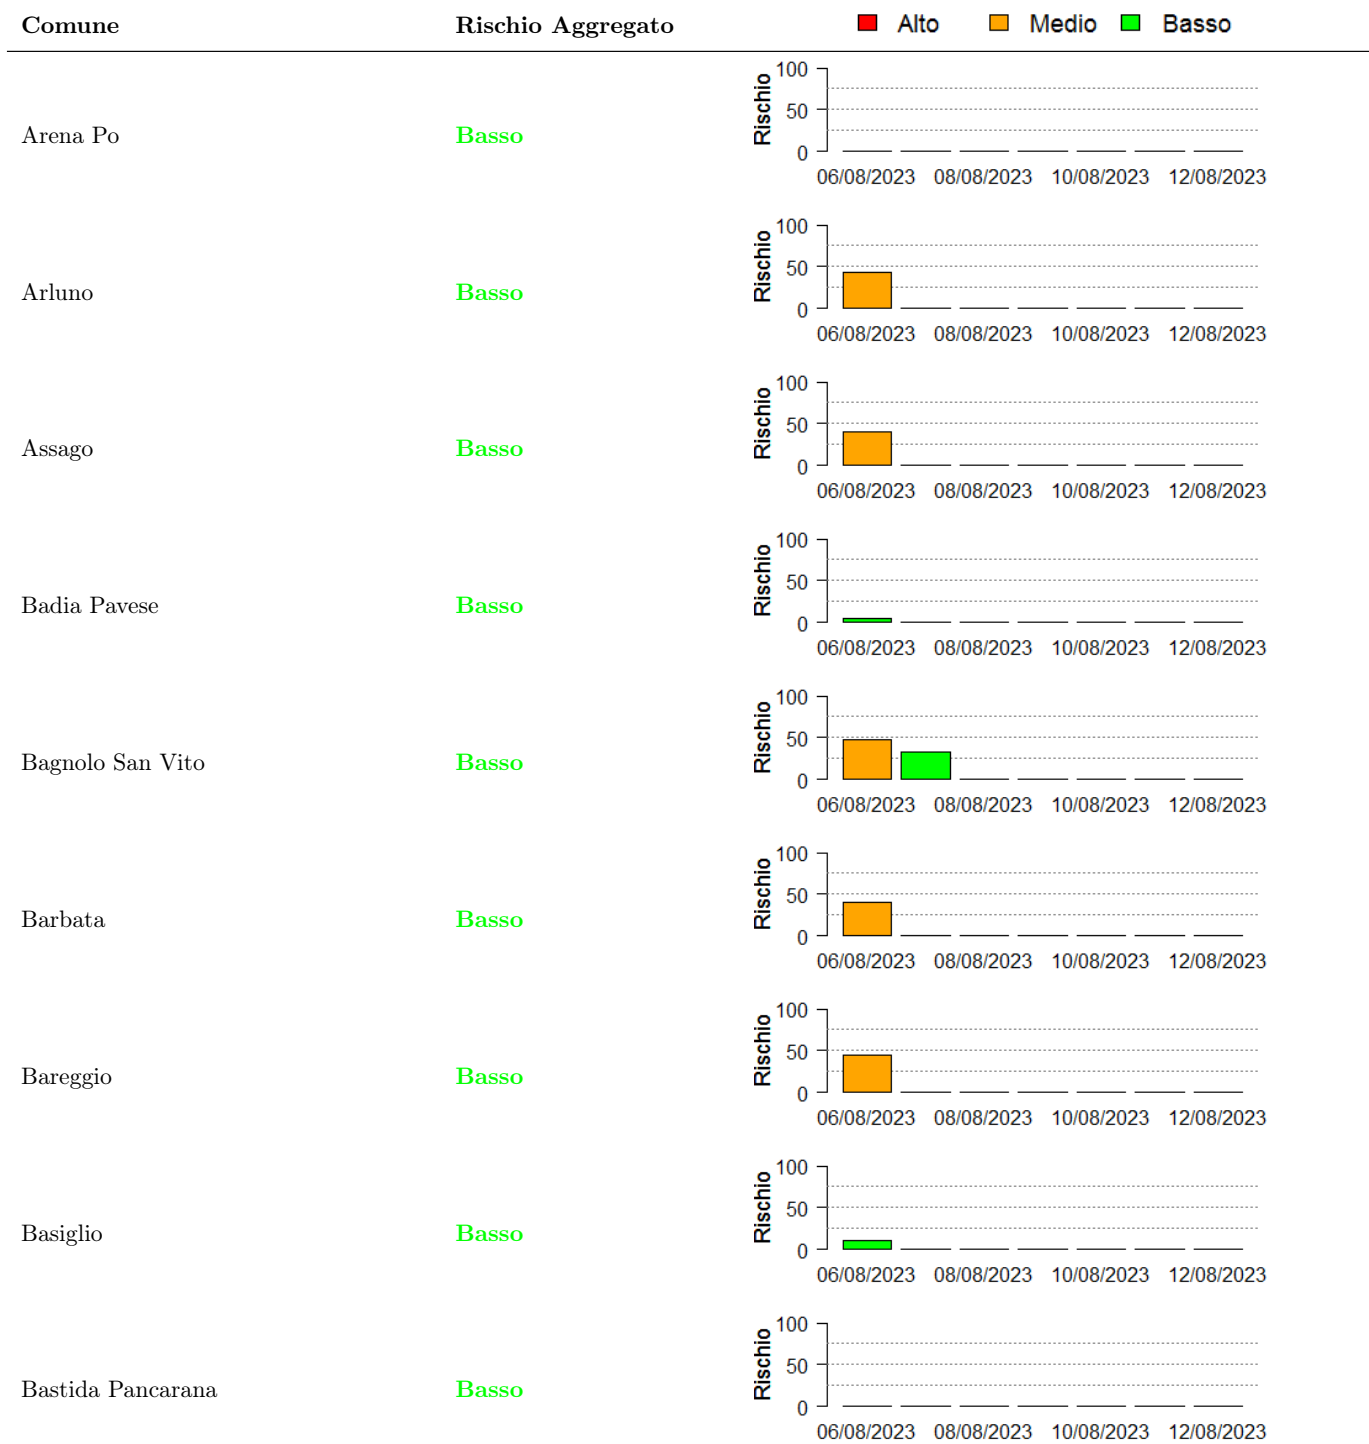 Comune Rischio Aggregato Alto Medio Basso
100
50
0
Rischio
Arena Po Basso
06/08/2023 08/08/2023 10/08/2023 12/08/2023
100
50
0
Rischio
Arluno Basso
06/08/2023 08/08/2023 10/08/2023 12/08/2023
100
50
0
Rischio
Assago Basso
06/08/2023 08/08/2023 10/08/2023 12/08/2023
100
50
0
Rischio
Badia Pavese Basso
06/08/2023 08/08/2023 10/08/2023 12/08/2023
100
50
0
Rischio
Bagnolo San Vito Basso
06/08/2023 08/08/2023 10/08/2023 12/08/2023
100
50
0
Rischio
Barbata Basso
06/08/2023 08/08/2023 10/08/2023 12/08/2023
100
50
0
Rischio
Bareggio Basso
06/08/2023 08/08/2023 10/08/2023 12/08/2023
100
50
0
Rischio
Basiglio Basso
06/08/2023 08/08/2023 10/08/2023 12/08/2023
100
50
0
Rischio
Bastida Pancarana Basso
06/08/2023 08/08/2023 10/08/2023 12/08/2023